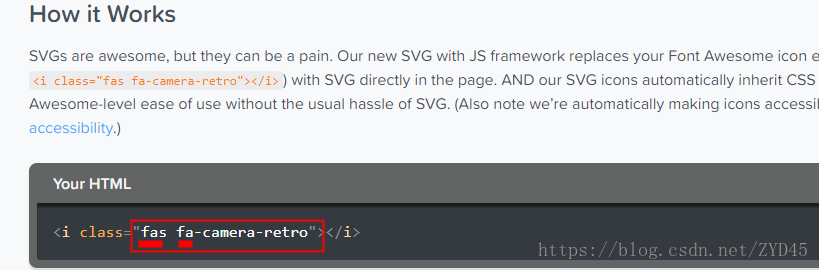 How it Works
SVGs are awesome, but they can be a pain. Our new SVG with JS framework replaces your Font Awesome icon e
<i class="fas fa-camera-retro"></i>) with SVG directly in the page. AND our SVG icons automatically inherit CSS
Awesome-level ease of use without the usual hassle of SVG. (Also note we're automatically making icons accessib
accessibility.)
Your HTML
<i class="fas fa-camera-retro"></i>
https://blog.csdn.net/ZYD45